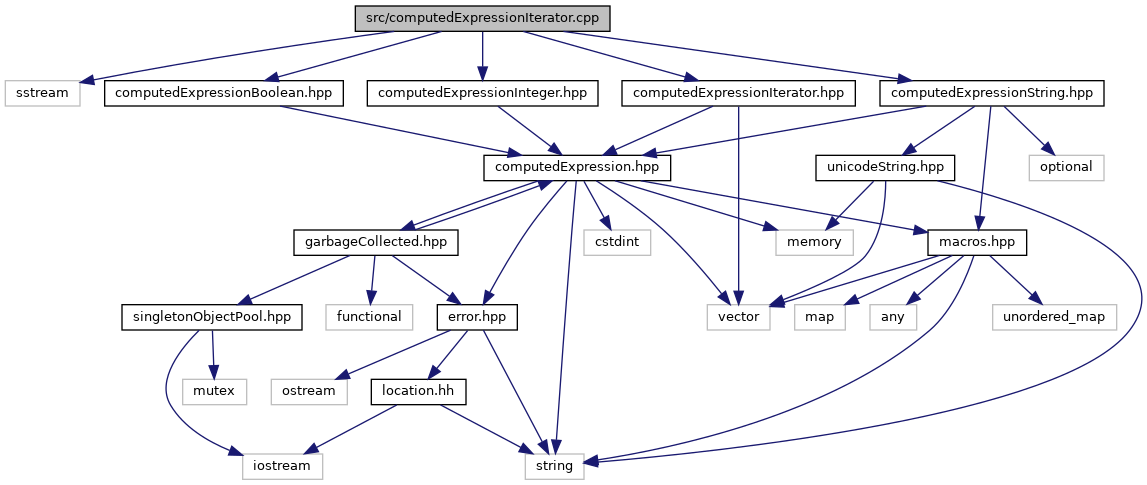 src/computedExpressionIterator.cpp
sstream
computedExpressionBoolean.hpp
computedExpressionInteger.hpp
computedExpressionIterator.hpp
computedExpressionString.hpp
computedExpression.hpp
unicodeString.hpp
optional
garbageCollected.hpp
cstdint
memory
macros.hpp
singletonObjectPool.hpp
functional
error.hpp
vector
map
any
unordered_map
mutex
ostream
location.hh
iostream
string